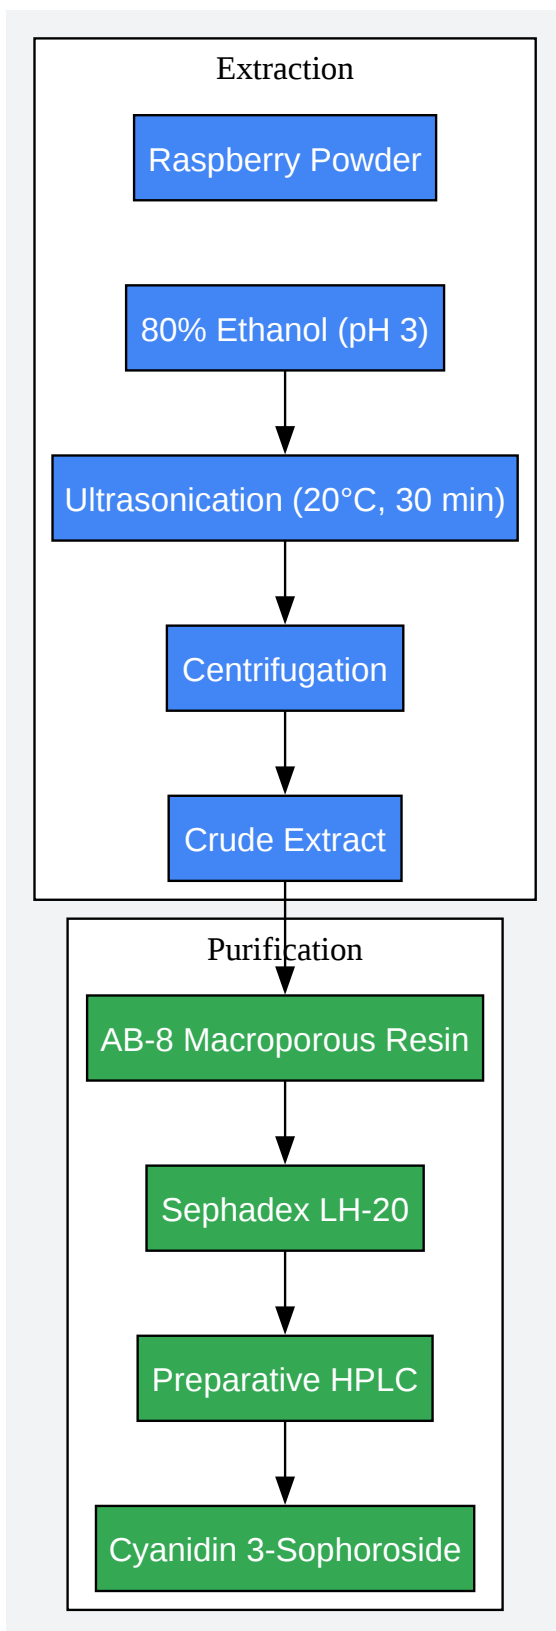 Extraction
Raspberry Powder
80% Ethanol (pH 3)
Ultrasonication (20°C, 30 min)
Centrifugation
Crude Extract
Purification
AB-8 Macroporous Resin
Sephadex LH-20
Preparative HPLC
Cyanidin 3-Sophoroside